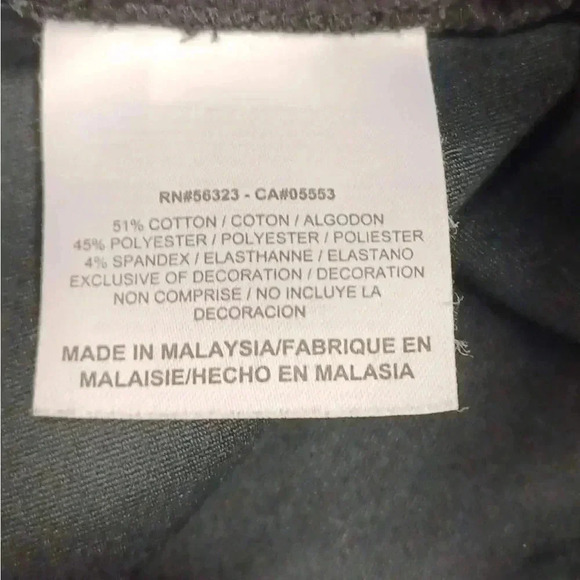 RN#56323 - CA#05553
51% COTTON / COTON / ALGODON
45% POLYESTER / POLYESTER / POLIESTER
4% SPANDEX / ELASTHANNE / ELASTANO
EXCLUSIVE OF DECORATION / DECORATION
NON COMPRISE / NO INCLUYE LA
DECORACION
MADE IN MALAYSIA/FABRIQUE EN
MALAISIE/HECHO EN MALASIA